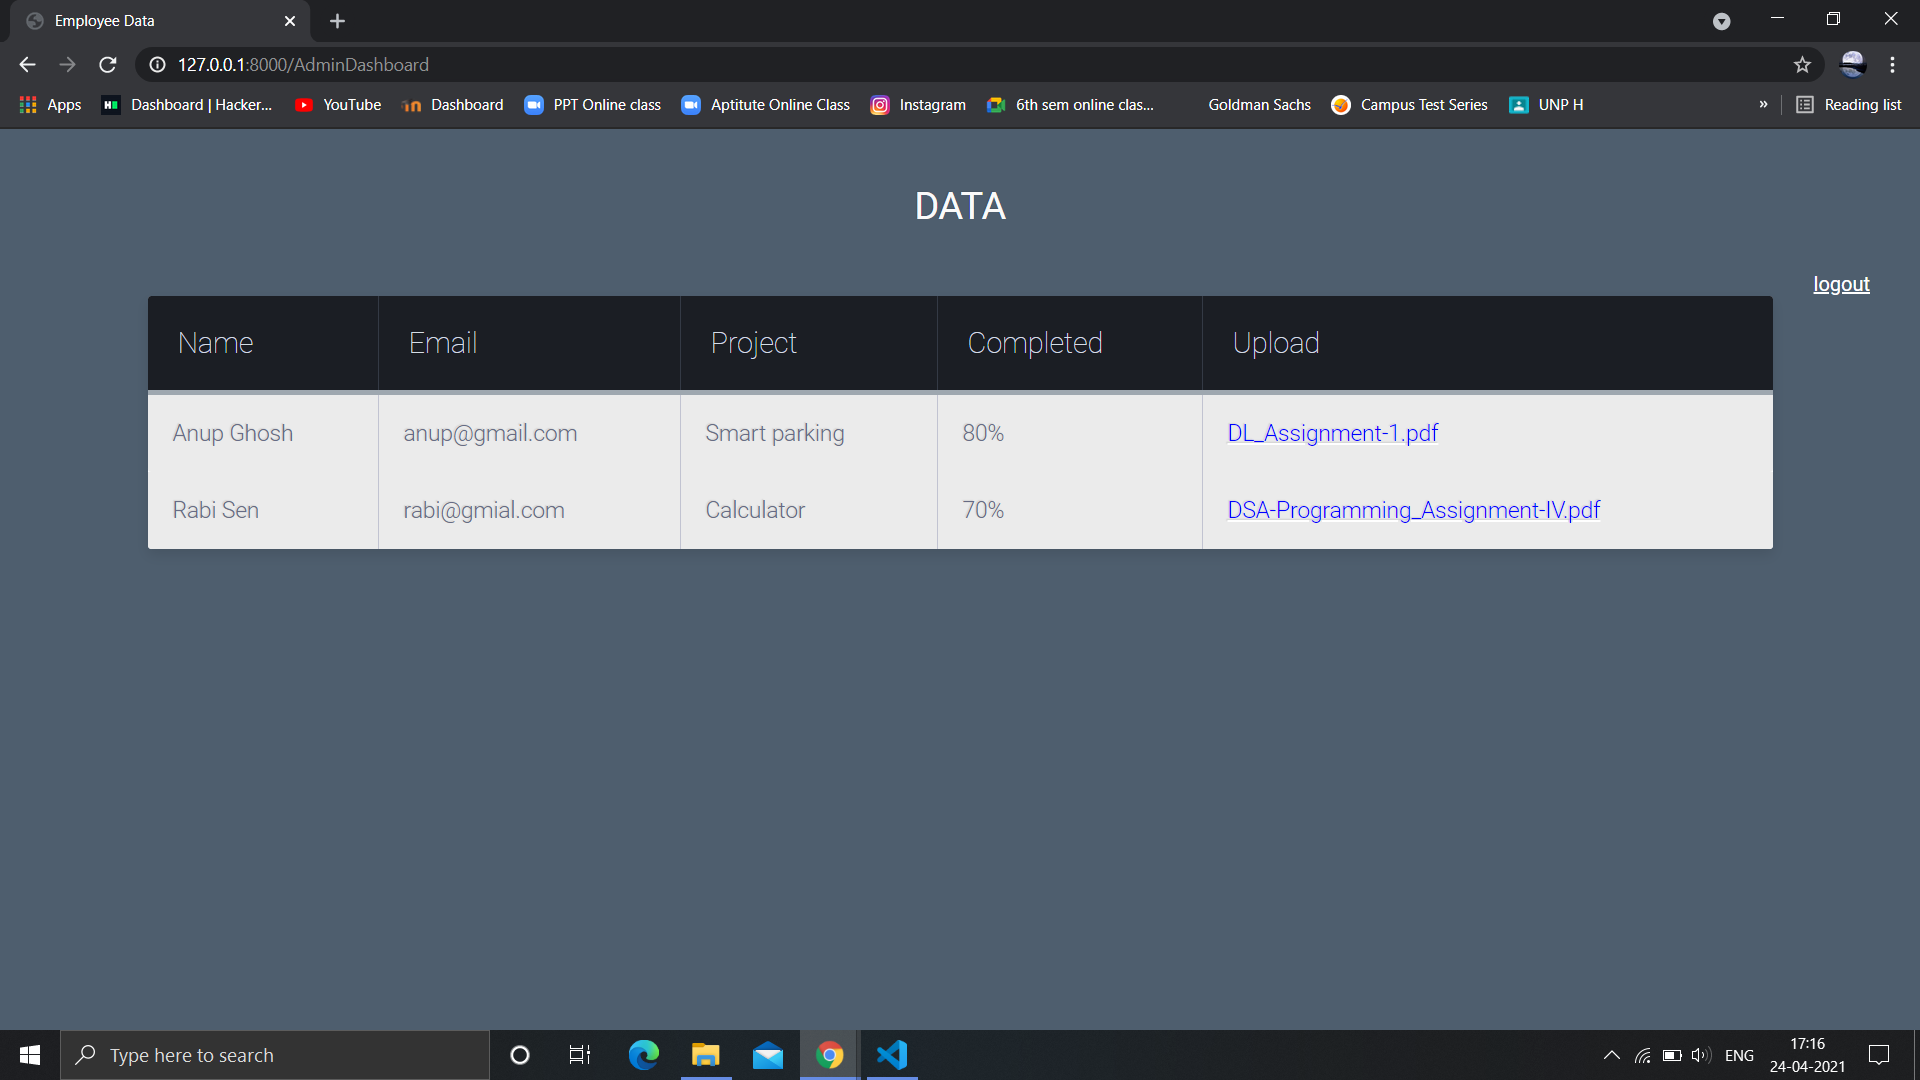 Employee Data
127.0.0.1:8000/AdminDashboard
Apps Dashboard | Hacker... YouTube Dashboard PPT Online class Aptitute Online Class Instagram 6th sem online clas... Goldman Sachs Campus Test Series UNP H » Reading list
DATA
logout
Name Email Project Completed Upload
Anup Ghosh anup@gmail.com Smart parking 80% DL_Assignment-1.pdf
Rabi Sen rabi@gmial.com Calculator 70% DSA-Programming_Assignment-IV.pdf
Type here to search
ENG
17:16
24-04-2021